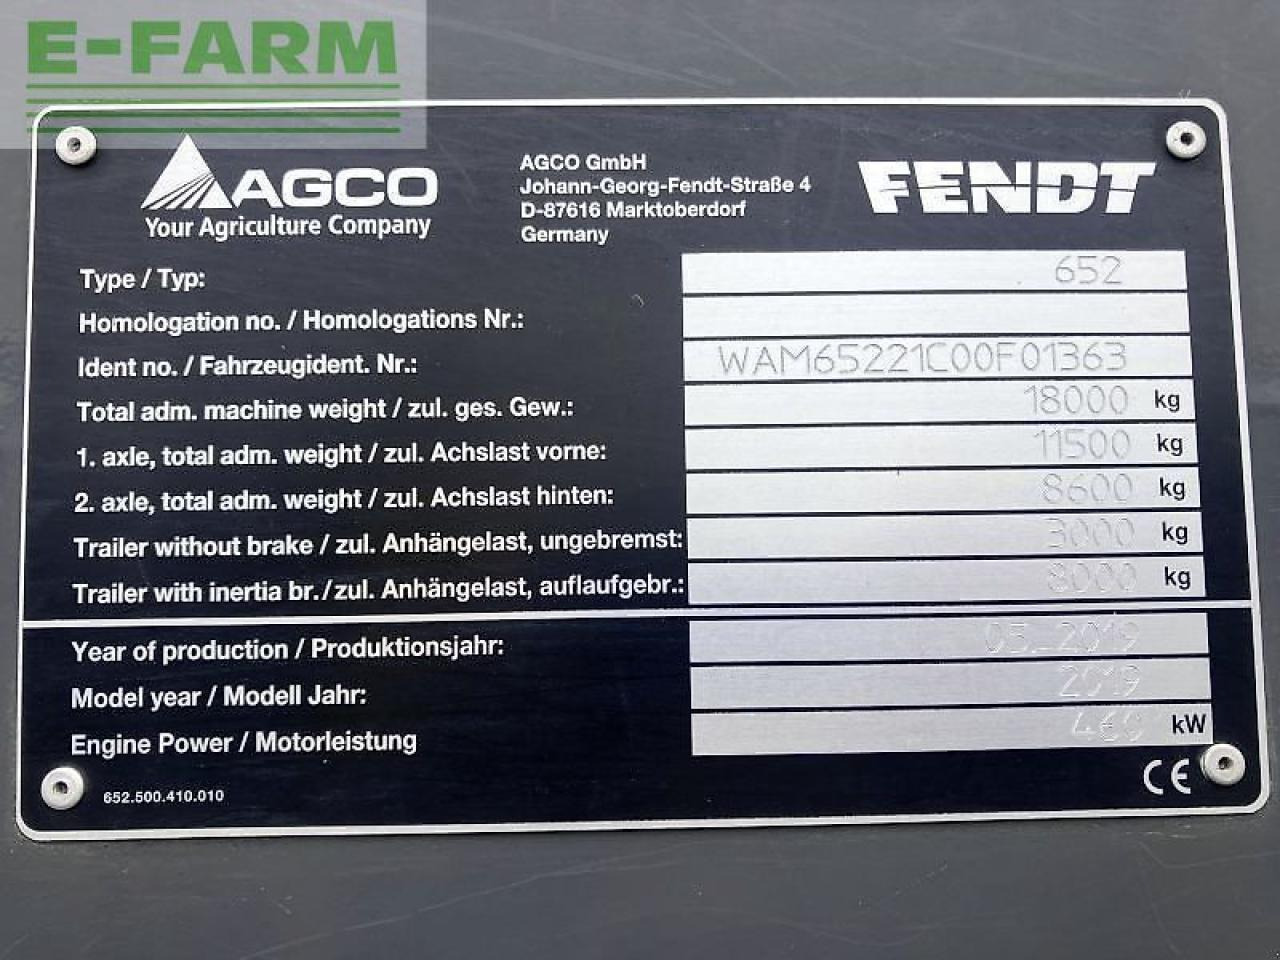 E-FARM
AGCO
Your Agriculture Company
AGCO GmbH
Johann-Georg-Fendt-Straße 4
D-87616 Marktoberdorf
Germany
FENDT
Type / Typ: 652
Homologation no. / Homologations Nr.:
Ident no. / Fahrzeugident. Nr.: WAM65221C00F01363
Total adm. machine weight / zul. ges. Gew.: 18000 kg
1. axle, total adm. weight / zul. Achslast vorne: 11500 kg
2. axle, total adm. weight / zul. Achslast hinten: 8600 kg
Trailer without brake / zul. Anhängelast, ungebremst: 3000 kg
Trailer with inertia br./zul. Anhängelast, auflaufgebr.: 8000 kg
Year of production / Produktionsjahr: 05_2019
Model year / Modell Jahr: 2019
Engine Power / Motorleistung 460 kW
652.500.410.010
CE